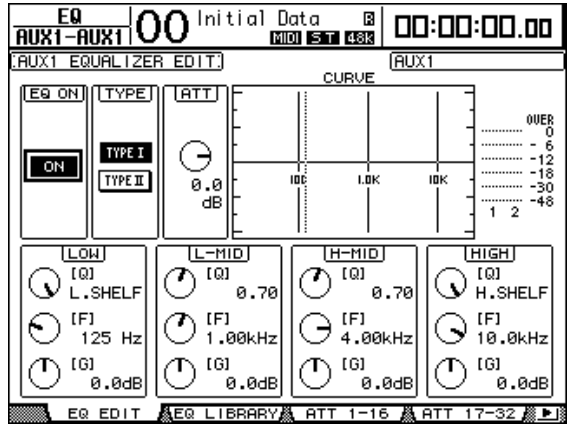 EQ
AUX1-AUX1
00 Initial Data
MIDI ST 48K
00:00:00.00
AUX1 EQUALIZER EDIT
AUX1
EQ ON
TYPE
ATT
CURVE
ON
TYPE I
TYPE II
0.0
dB
100
1.0K
10K
OVER
0
- 6
-12
-18
-30
-48
1 2
LOW
L-MID
H-MID
HIGH
[Q]
L.SHELF
[Q]
0.70
[Q]
0.70
[Q]
H.SHELF
[F]
125 Hz
[F]
1.00kHz
[F]
4.00kHz
[F]
10.0kHz
[G]
0.0dB
[G]
0.0dB
[G]
0.0dB
[G]
0.0dB
EQ EDIT
EQ LIBRARY
ATT 1-16
ATT 17-32